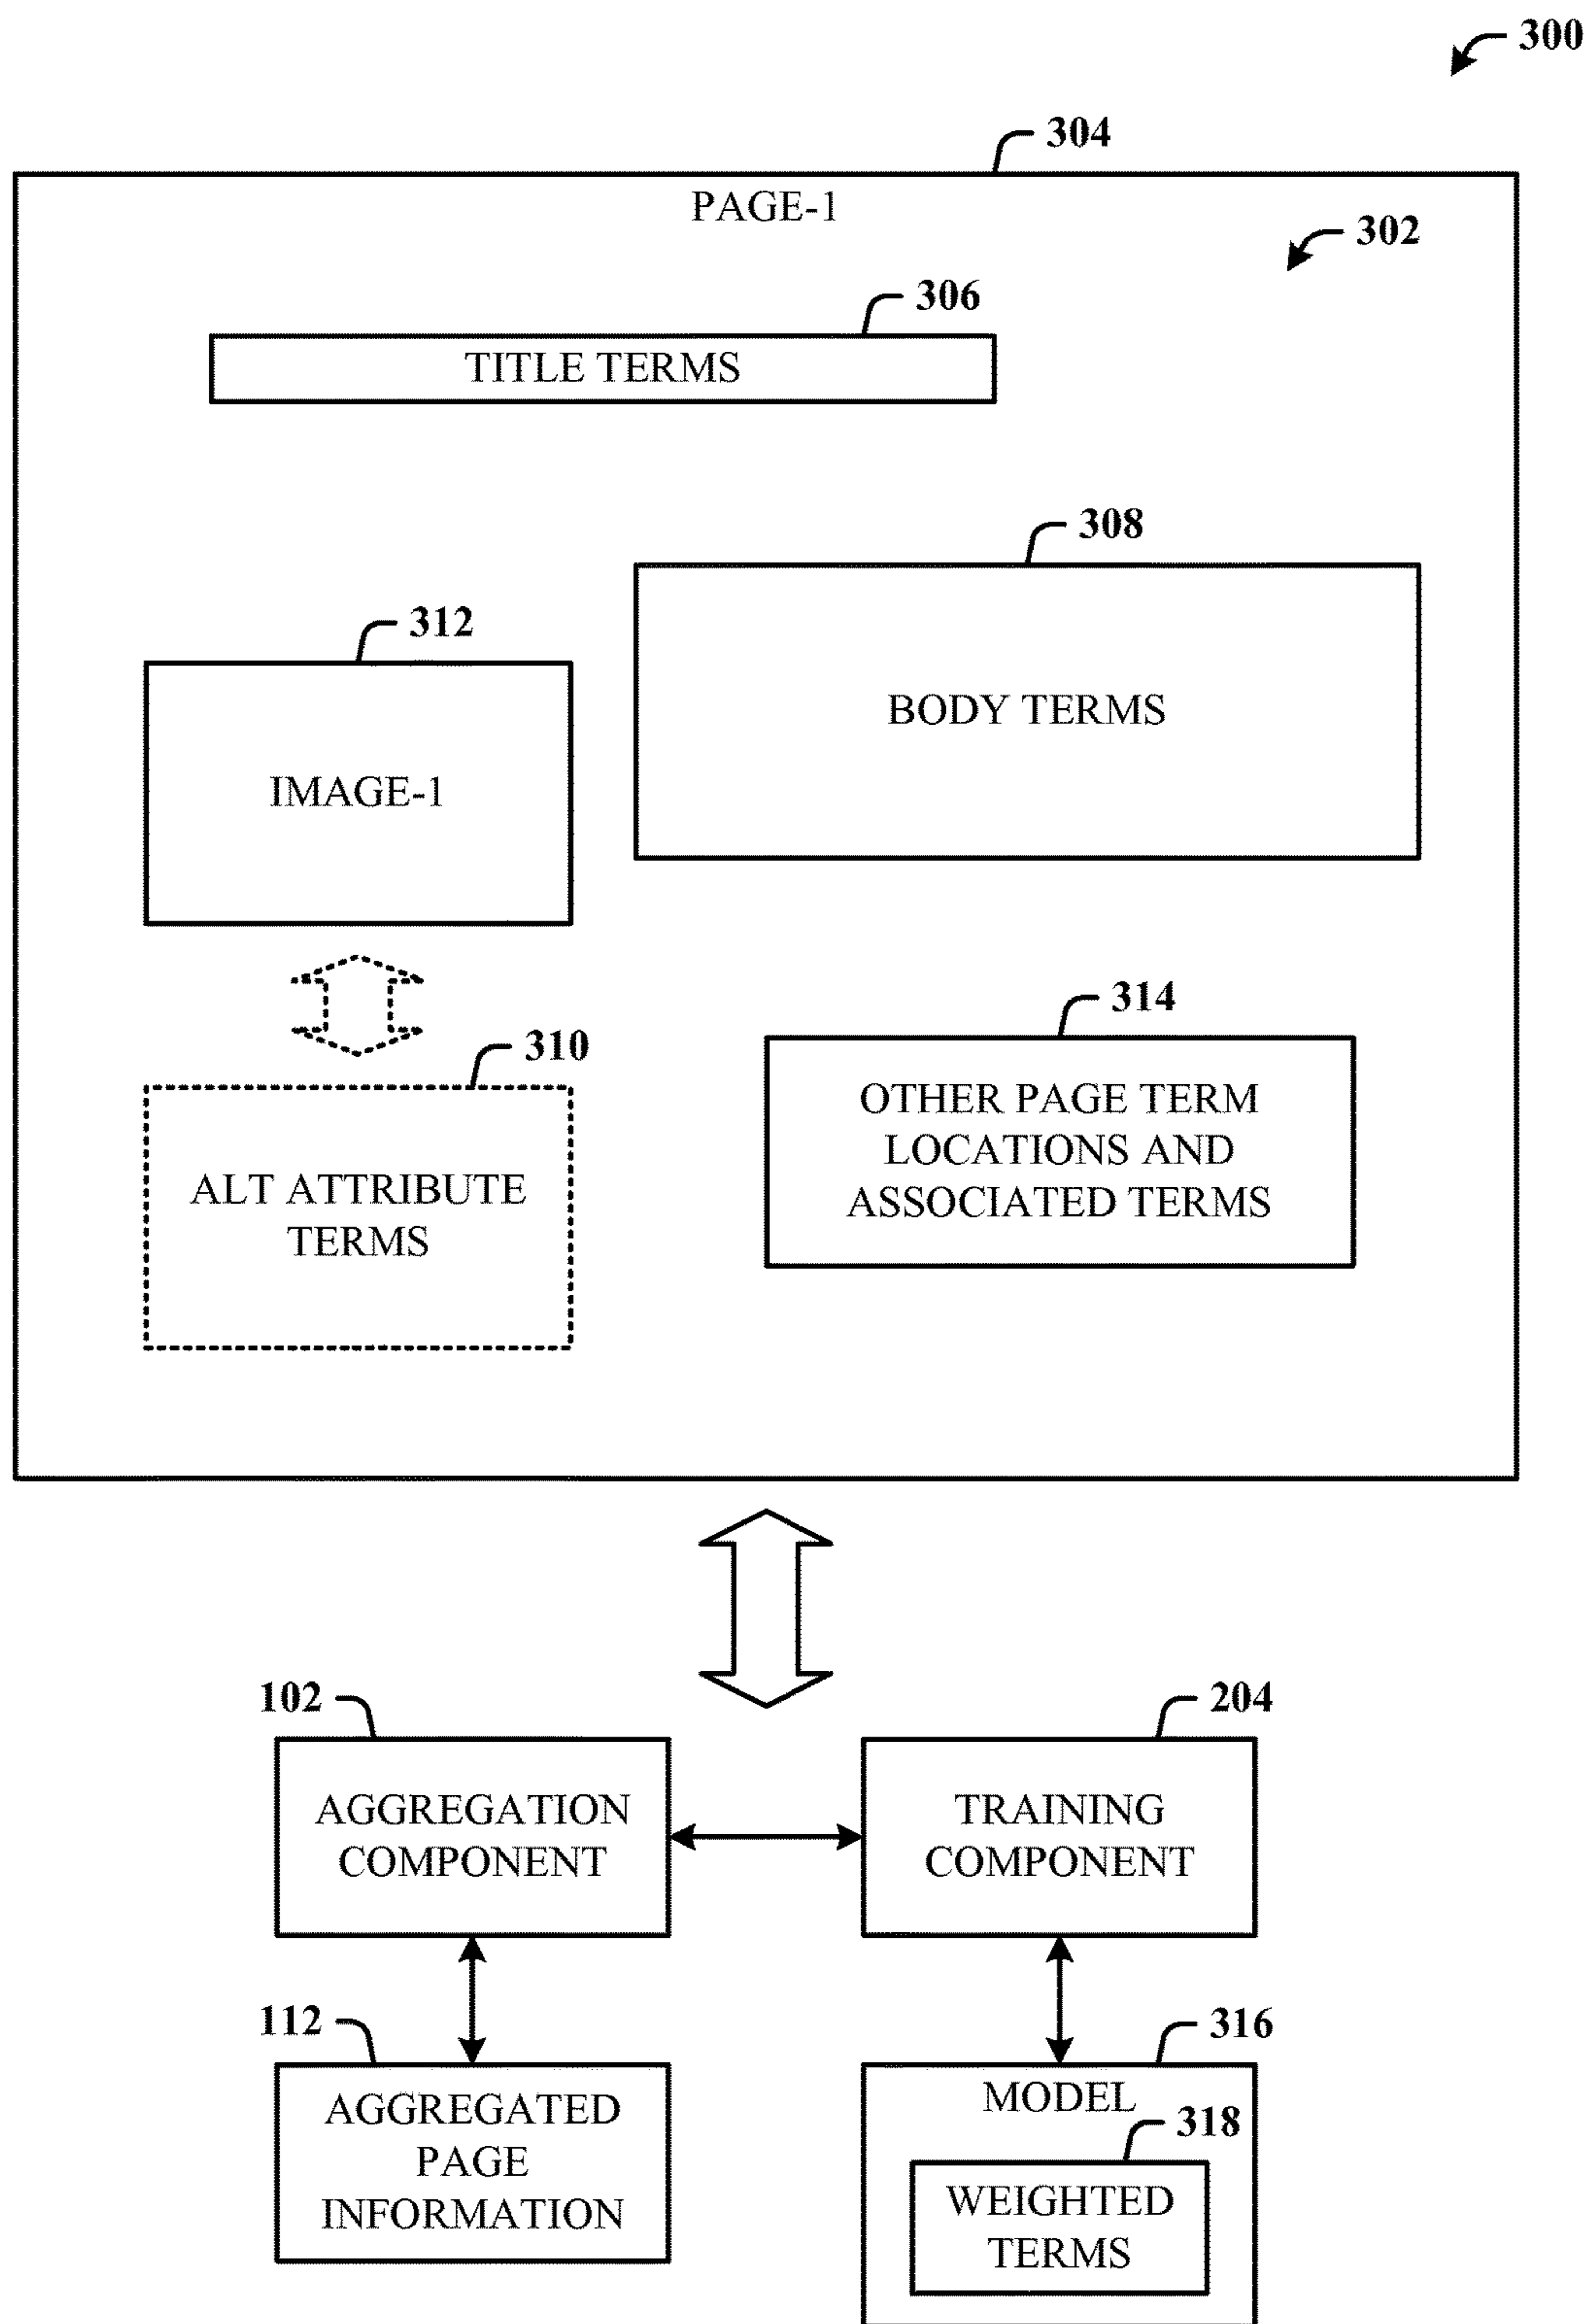 300
304
PAGE-1
302
306
TITLE TERMS
308
312
BODY TERMS
IMAGE-1
314
310
OTHER PAGE TERM
LOCATIONS AND
ASSOCIATED TERMS
ALT ATTRIBUTE
TERMS
102
204
AGGREGATION
COMPONENT
TRAINING
COMPONENT
112
316
AGGREGATED
PAGE
INFORMATION
MODEL
318
WEIGHTED
TERMS